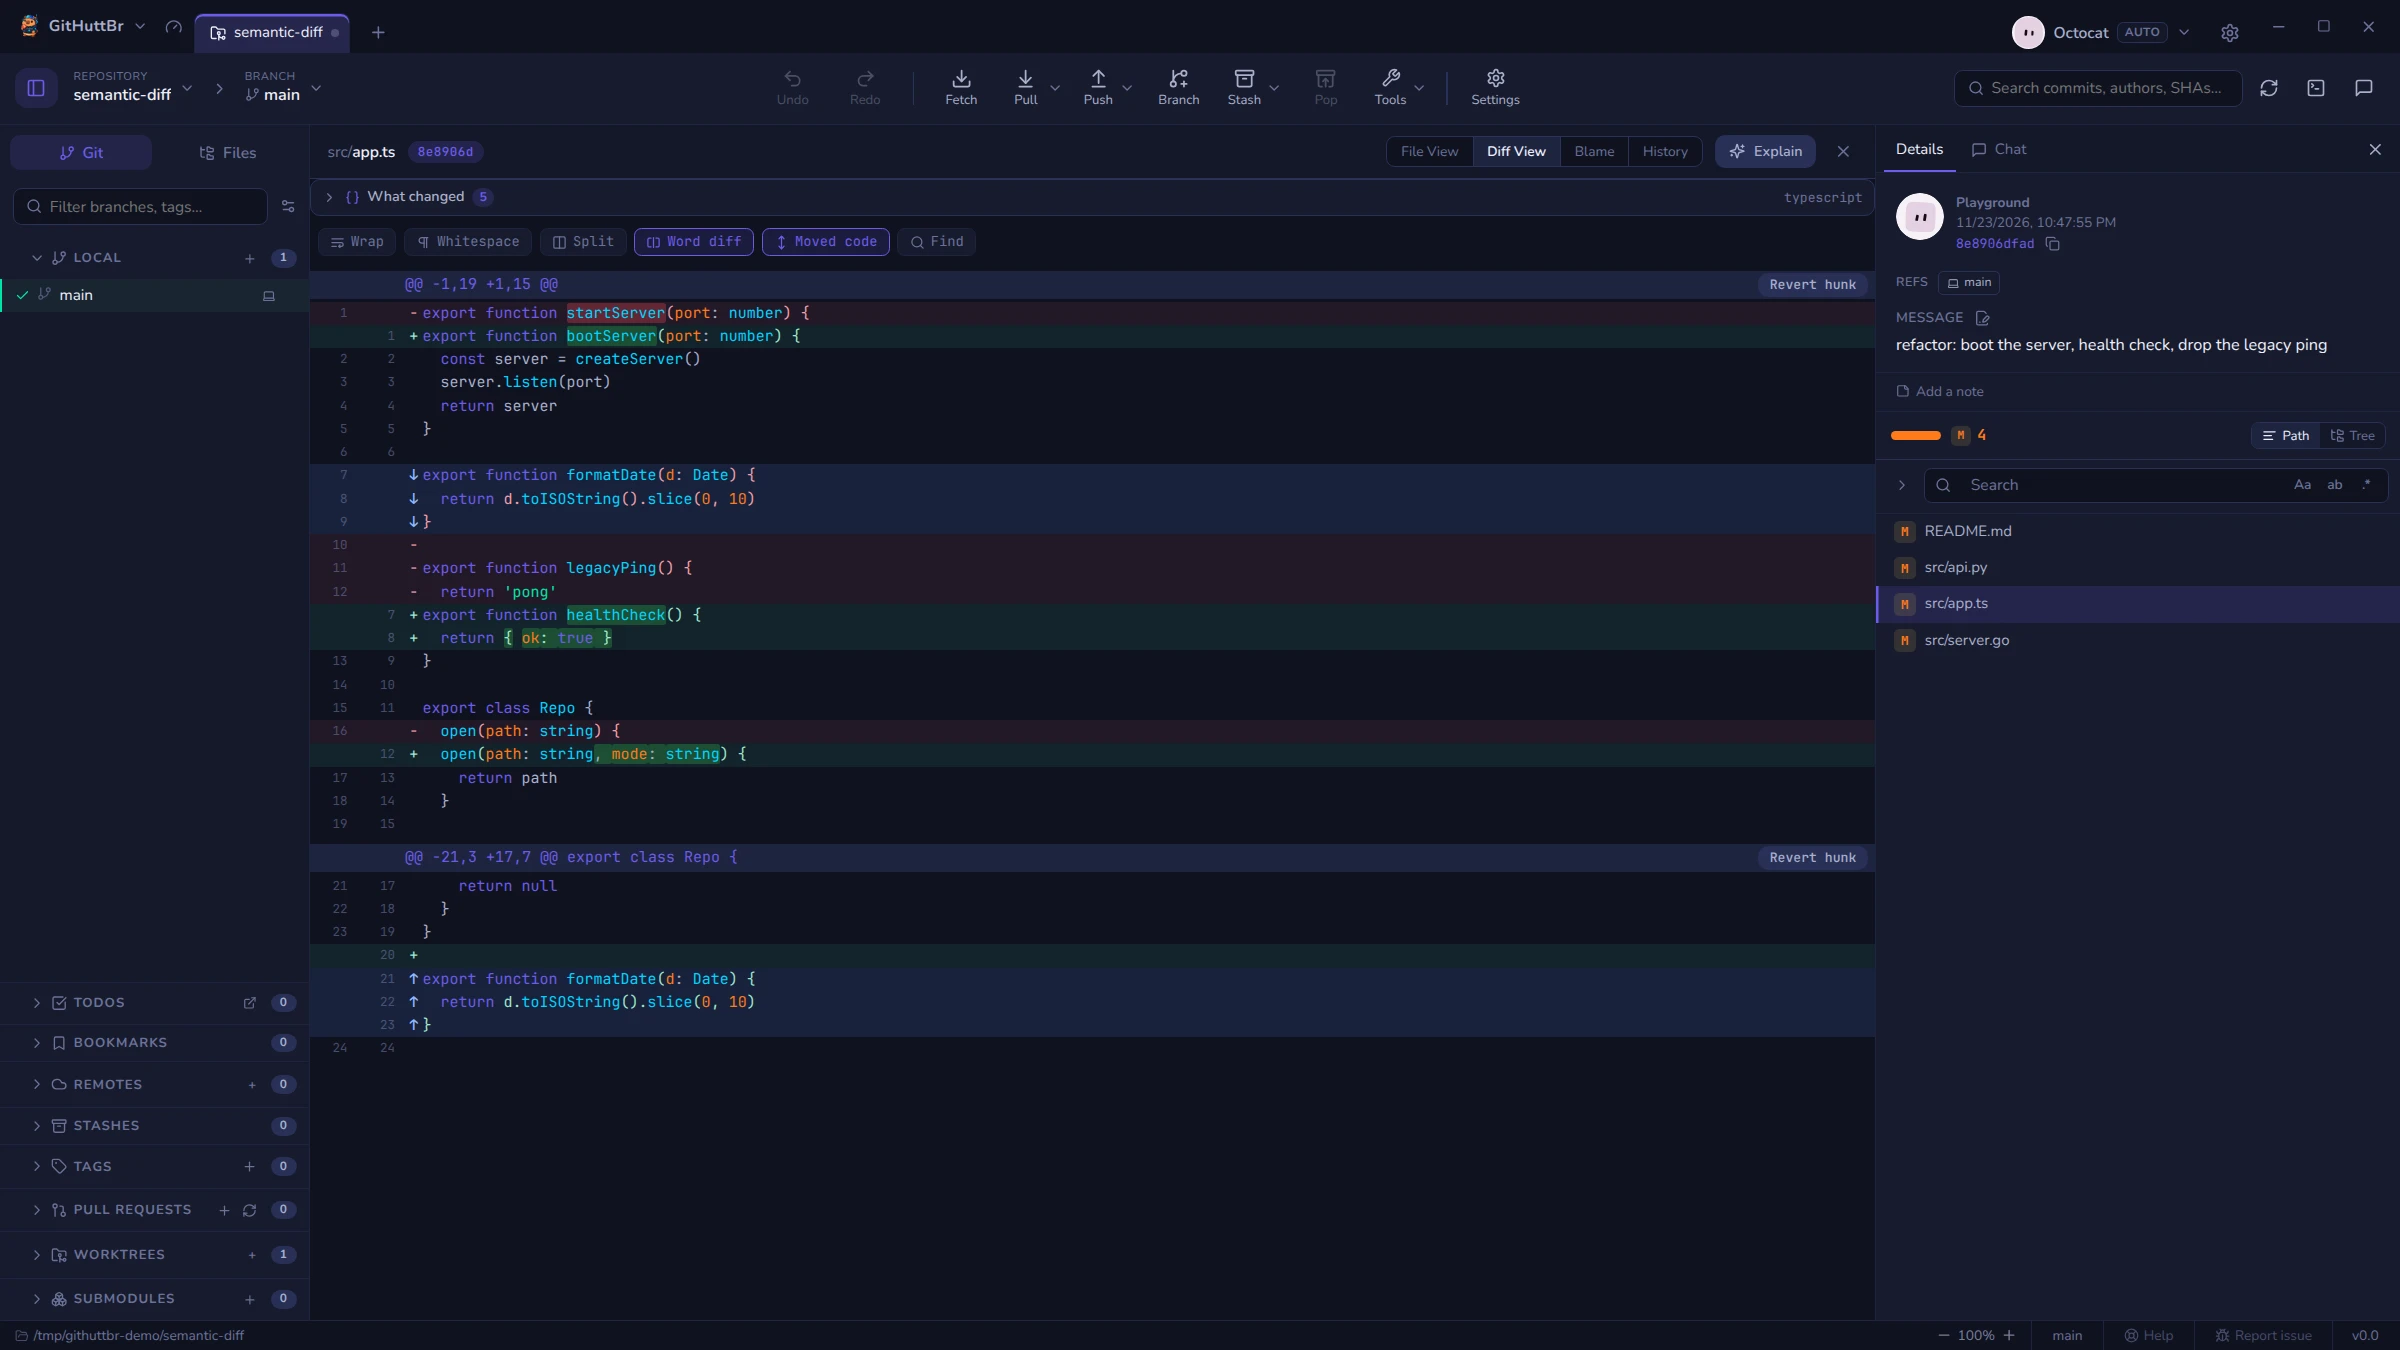 GitHuttBr
semantic-diff
Octocat AUTO
REPOSITORY
semantic-diff
BRANCH
main
Undo
Redo
Fetch
Pull
Push
Branch
Stash
Pop
Tools
Settings
Search commits, authors, SHAs...
Git
Files
Filter branches, tags...
LOCAL 1
main
TODOS 0
BOOKMARKS 0
REMOTES 0
STASHES 0
TAGS 0
PULL REQUESTS 0
WORKTREES 1
SUBMODULES 0
src/app.ts 8e8906d
File View
Diff View
Blame
History
Explain
{} What changed 5
typescript
Wrap
Whitespace
Split
Word diff
Moved code
Find
@@ -1,19 +1,15 @@
Revert hunk
1 - export function startServer(port: number) {
1 + export function bootServer(port: number) {
2 2 const server = createServer()
3 3 server.listen(port)
4 4 return server
5 5 }
6 6
7 ↓ export function formatDate(d: Date) {
8 ↓ return d.toISOString().slice(0, 10)
9 ↓ }
10 -
11 - export function legacyPing() {
12 - return 'pong'
7 + export function healthCheck() {
8 + return { ok: true }
13 9 }
14 10
15 11 export class Repo {
16 - open(path: string) {
12 + open(path: string, mode: string) {
17 13 return path
18 14 }
19 15
@@ -21,3 +17,7 @@ export class Repo {
Revert hunk
21 17 return null
22 18 }
23 19 }
20 +
21 ↑ export function formatDate(d: Date) {
22 ↑ return d.toISOString().slice(0, 10)
23 ↑ }
24 24
Details
Chat
Playground
11/23/2026, 10:47:55 PM
8e8906dfad
REFS main
MESSAGE
refactor: boot the server, health check, drop the legacy ping
Add a note
M 4
Path
Tree
Search Aa ab .*
M README.md
M src/api.py
M src/app.ts
M src/server.go
/tmp/githuttbr-demo/semantic-diff
100%
main
Help
Report issue
v0.0